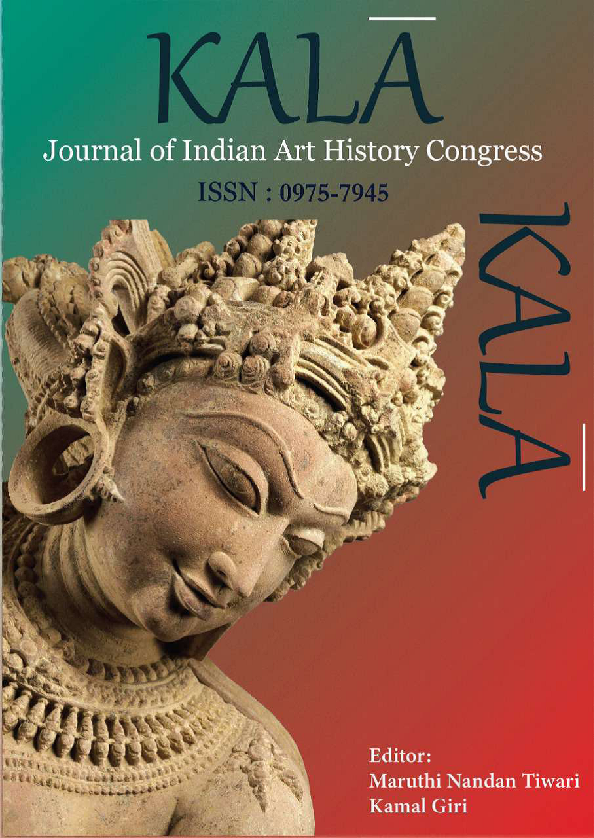 KALĀ
Journal of Indian Art History Congress
ISSN : 0975-7945
KALĀ
Editor:
Maruthi Nandan Tiwari
Kamal Giri